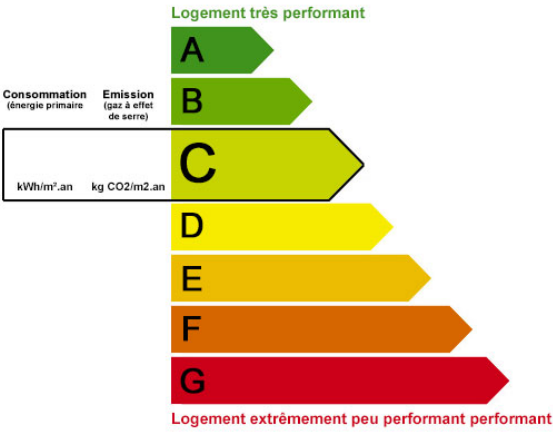 Logement très performant
A
Consommation
(énergie primaire
Emission
(gaz à effet
de serre)
B
C
kWh/m².an
kg CO2/m2.an
D
E
F
G
Logement extrêmement peu performant performant